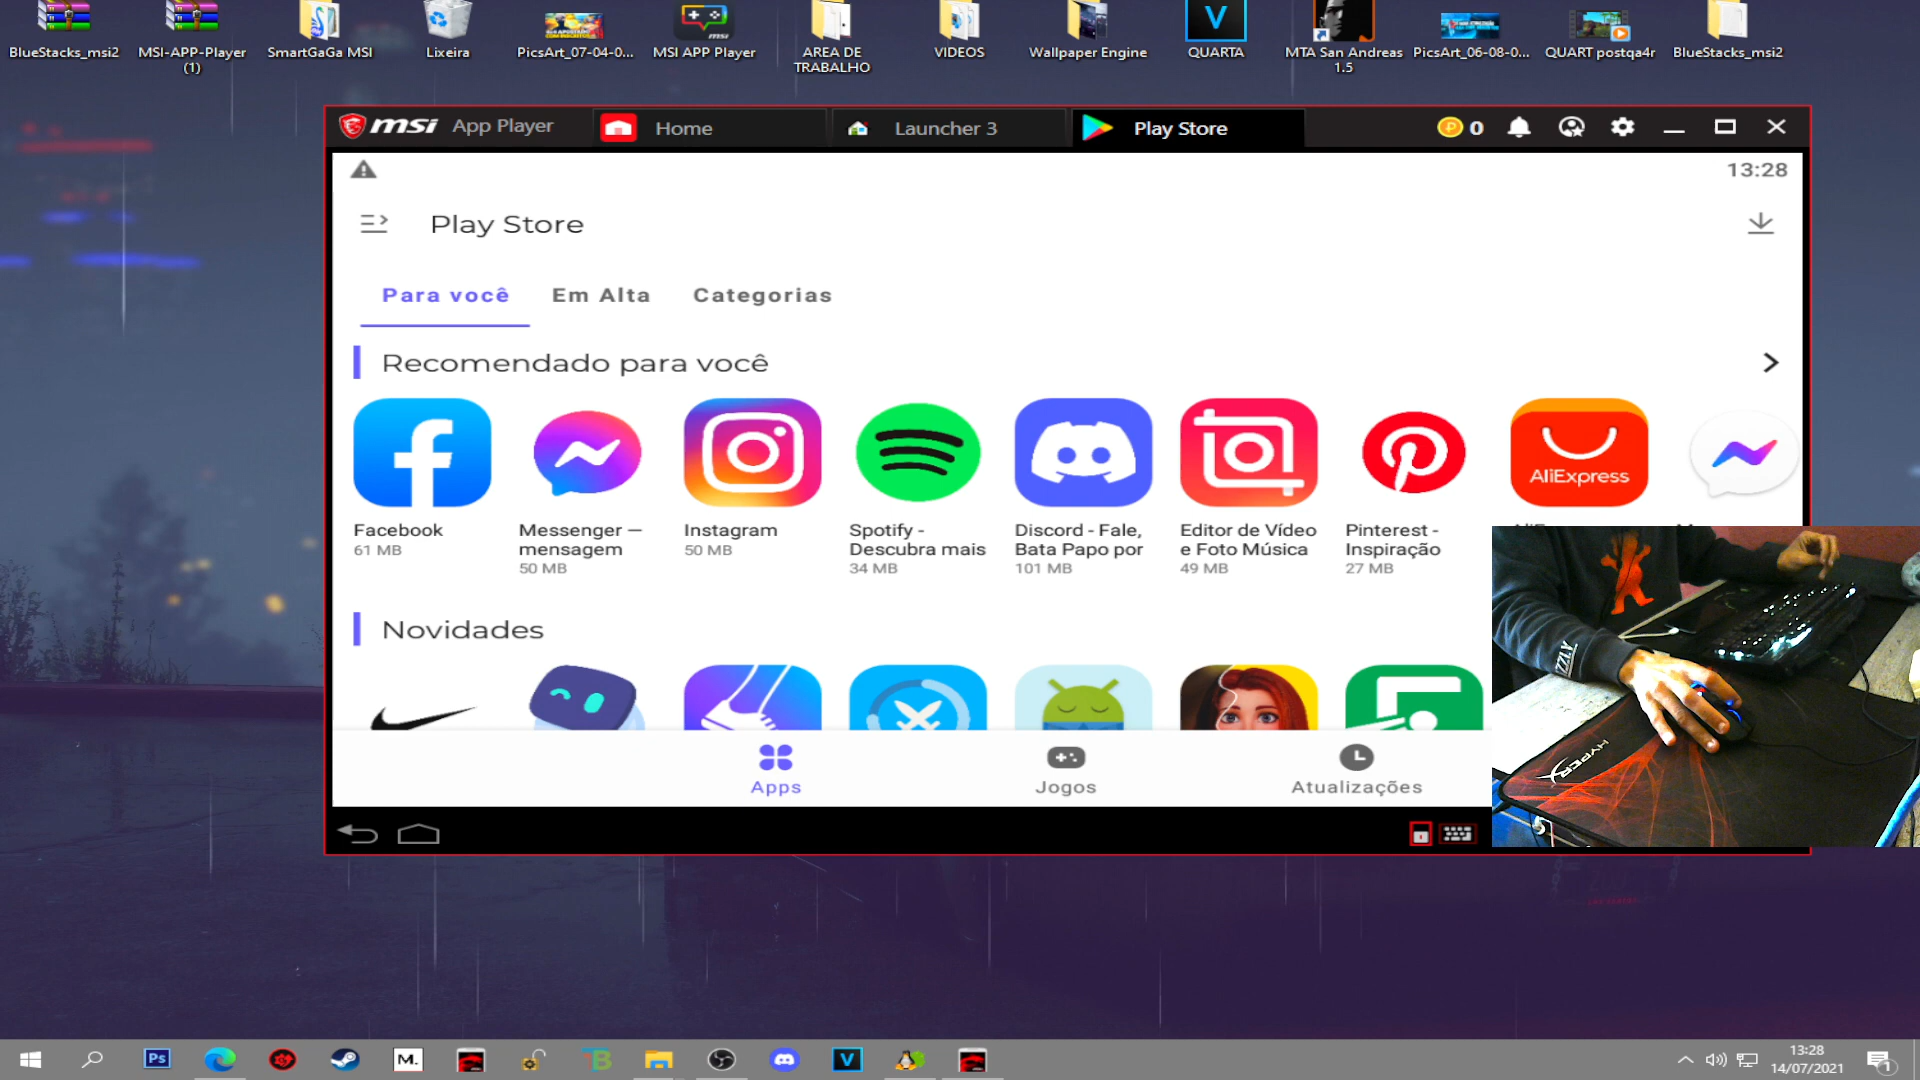 BlueStacks_msi2
MSI-APP-Player
(1)
SmartGaGa MSI
Lixeira
PicsArt_07-04-0...
MSI APP Player
AREA DE
TRABALHO
VIDEOS
Wallpaper Engine
QUARTA
MTA San Andreas
1.5
PicsArt_06-08-0...
QUART postqa4r
BlueStacks_msi2
msi App Player
Home
Launcher 3
Play Store
0
13:28
Play Store
Para você
Em Alta
Categorias
Recomendado para você
AliExpress
Facebook
61 MB
Messenger —
mensagem
50 MB
Instagram
50 MB
Spotify -
Descubra mais
34 MB
Discord - Fale,
Bata Papo por
101 MB
Editor de Vídeo
e Foto Música
49 MB
Pinterest -
Inspiração
27 MB
Novidades
Apps
Jogos
Atualizações
HYPERX
Ps
M.
V
13:28
14/07/2021
1